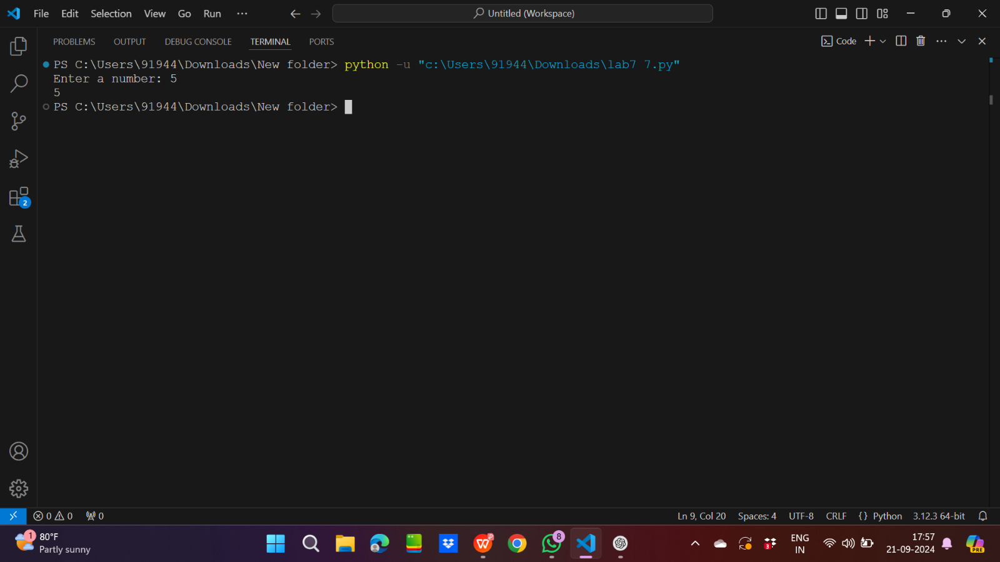 File Edit Selection View Go Run ···
Untitled (Workspace)
PROBLEMS OUTPUT DEBUG CONSOLE TERMINAL PORTS
Code
PS C:\Users\91944\Downloads\New folder> python -u "c:\Users\91944\Downloads\lab7 7.py"
Enter a number: 5
5
PS C:\Users\91944\Downloads\New folder>
2
0 0 0
Ln 9, Col 20 Spaces: 4 UTF-8 CRLF {} Python 3.12.3 64-bit
1
80°F
Partly sunny
W P
8
3
ENG
IN
17:57
21-09-2024
PRE